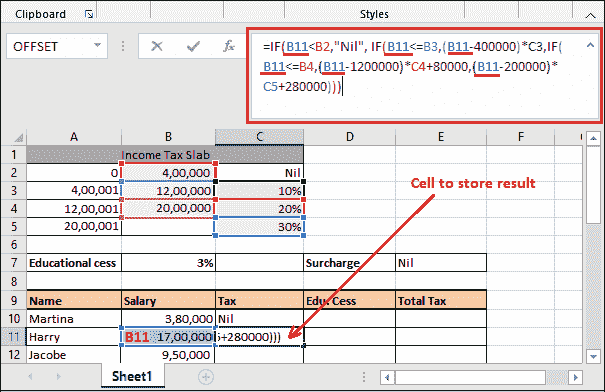 Clipboard
Styles
OFFSET
fx
=IF(B11<B2,"Nil", IF(B11<=B3,(B11-400000)*C3,IF(
B11<=B4,(B11-1200000)*C4+80000,(B11-200000)*
C5+280000)))
A B C D E F
1 Income Tax Slab
2 0 4,00,000 Nil
3 4,00,001 12,00,000 10%
4 12,00,001 20,00,000 20%
5 20,00,001 30%
Cell to store result
6
7 Educational cess 3% Surcharge Nil
8
9 Name Salary Tax Edu. Cess Total Tax
10 Martina 3,80,000 Nil
11 Harry B11 17,00,000 5+280000)))
12 Jacobe 9,50,000
Sheet1